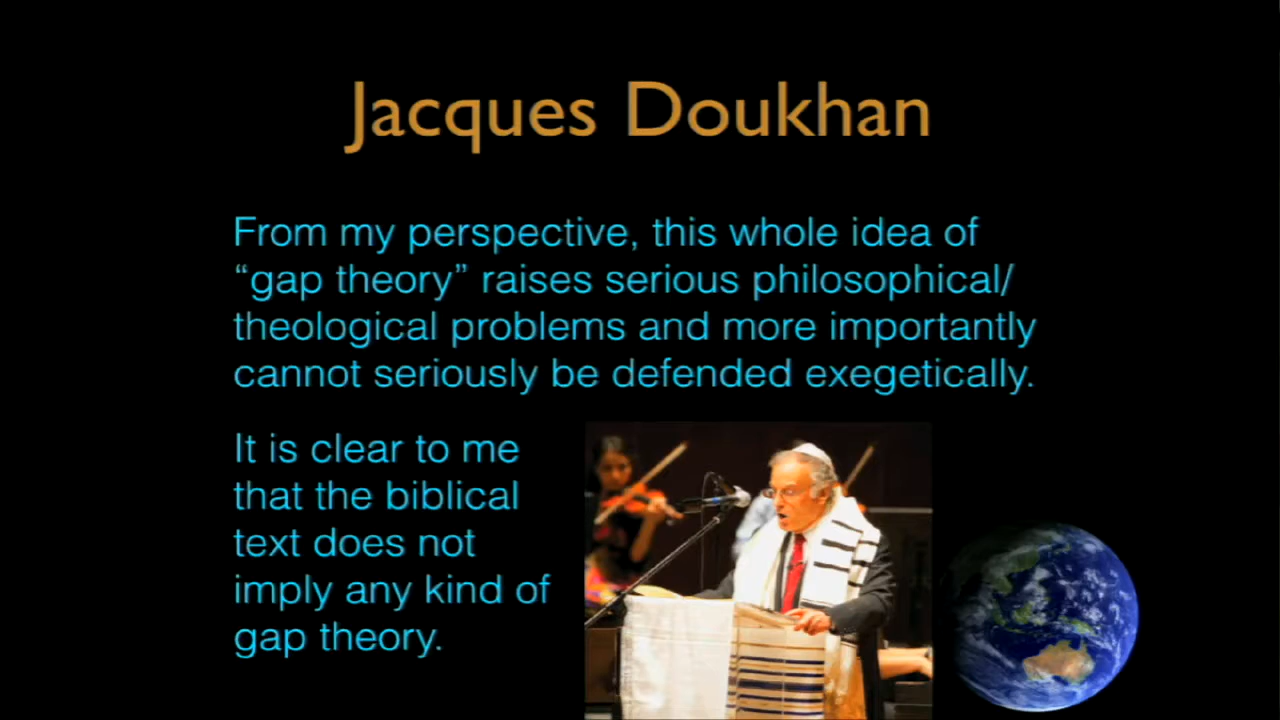 Jacques Doukhan
From my perspective, this whole idea of
“gap theory” raises serious philosophical/
theological problems and more importantly
cannot seriously be defended exegetically.
It is clear to me
that the biblical
text does not
imply any kind of
gap theory.